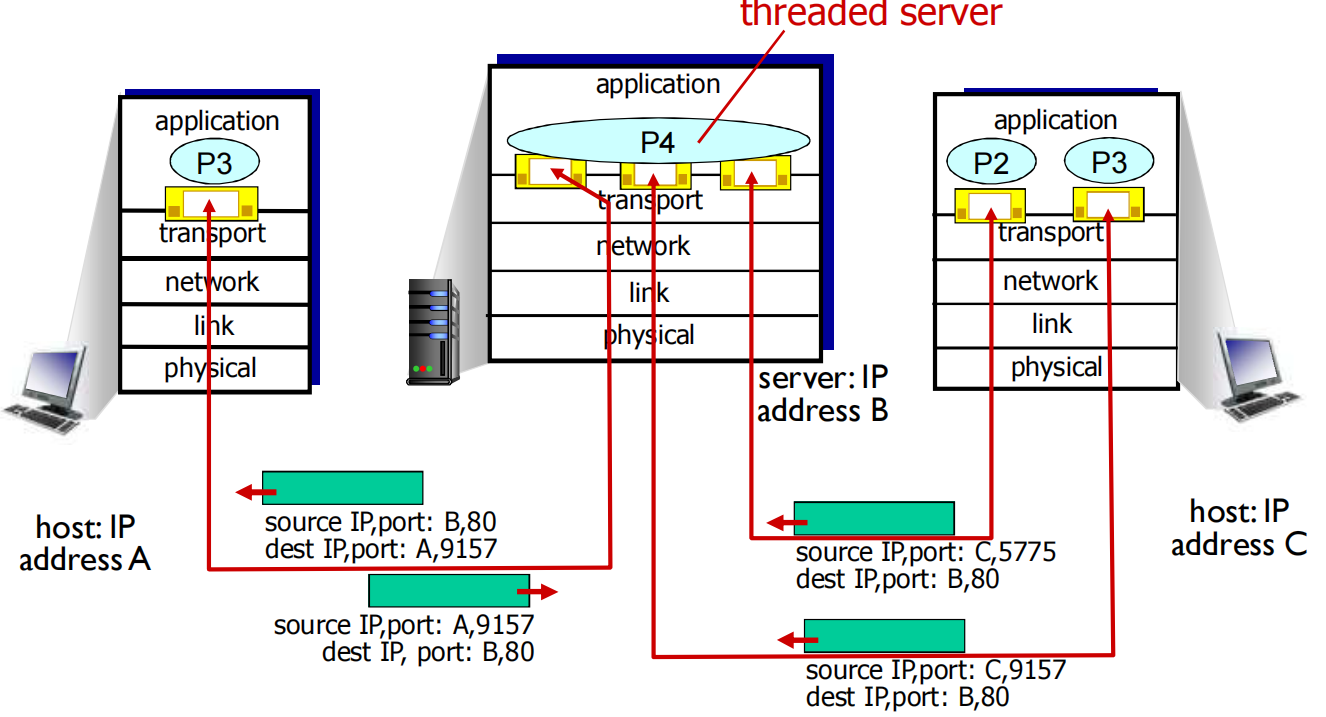 threaded server
application
P3
transport
network
link
physical
application
P4
transport
network
link
physical
application
P2
P3
transport
network
link
physical
server: IP
address B
host: IP
address A
source IP,port: B,80
dest IP,port: A,9157
source IP,port: A,9157
dest IP, port: B,80
host: IP
address C
source IP,port: C,5775
dest IP,port: B,80
source IP,port: C,9157
dest IP,port: B,80